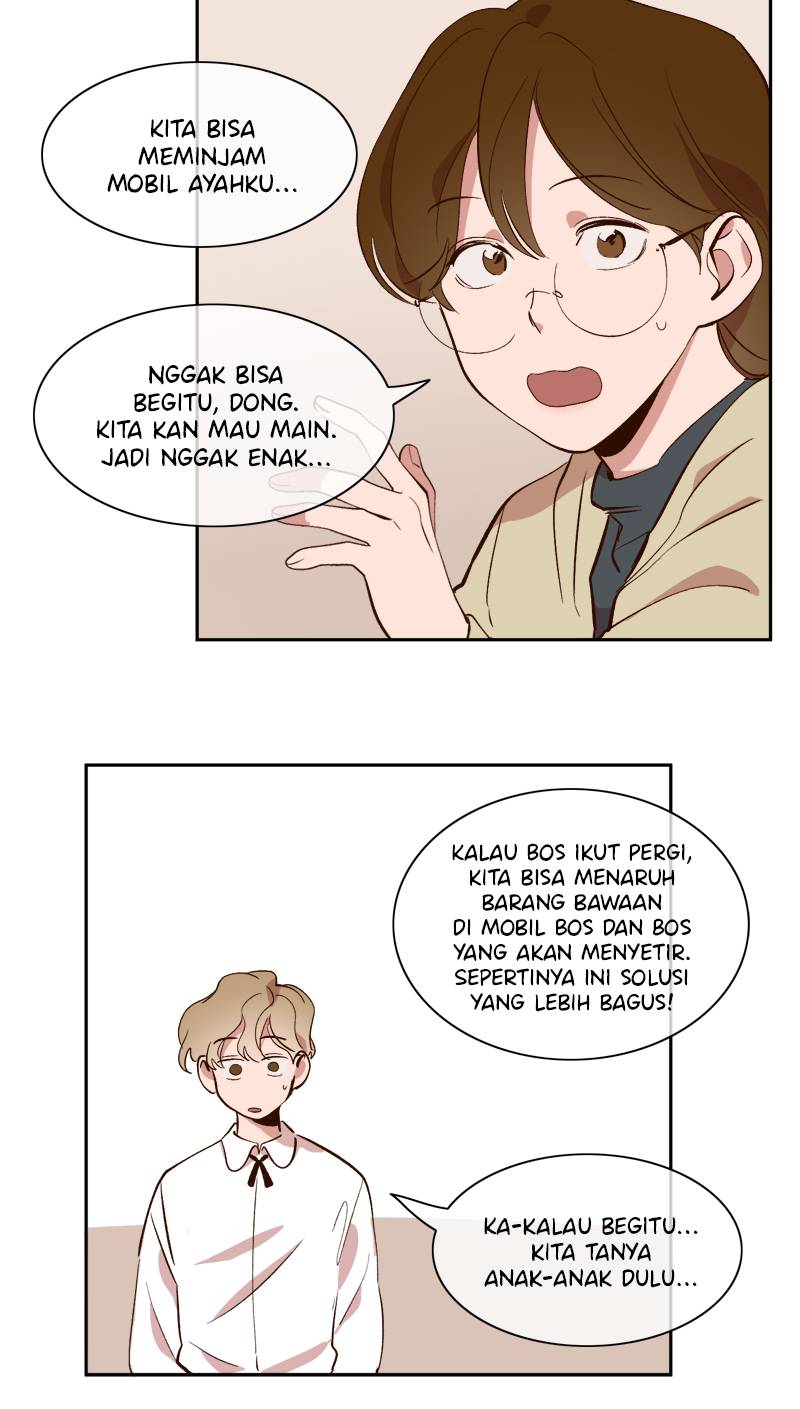 KITA BISA
MEMINJAM
MOBIL AYAHKU...
NGGAK BISA
BEGITU, DONG.
KITA KAN MAU MAIN.
JADI NGGAK ENAK...
KALAU BOS IKUT PERGI,
KITA BISA MENARUH
BARANG BAWAAN
DI MOBIL BOS DAN BOS
YANG AKAN MENYETIR.
SEPERTINYA INI SOLUSI
YANG LEBIH BAGUS!
KA-KALAU BEGITU...
KITA TANYA
ANAK-ANAK DULU...